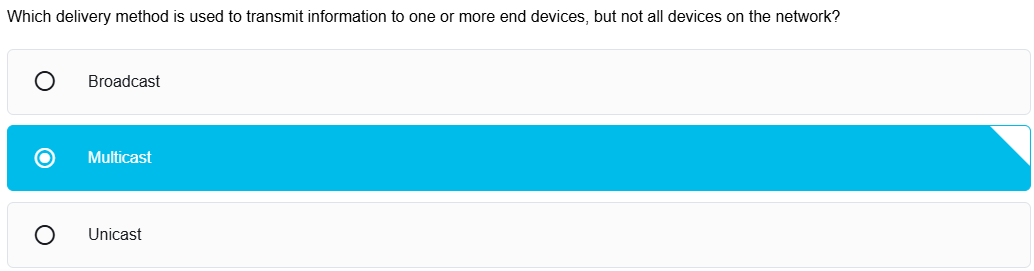 Which delivery method is used to transmit information to one or more end devices, but not all devices on the network?
Broadcast
Multicast
Unicast